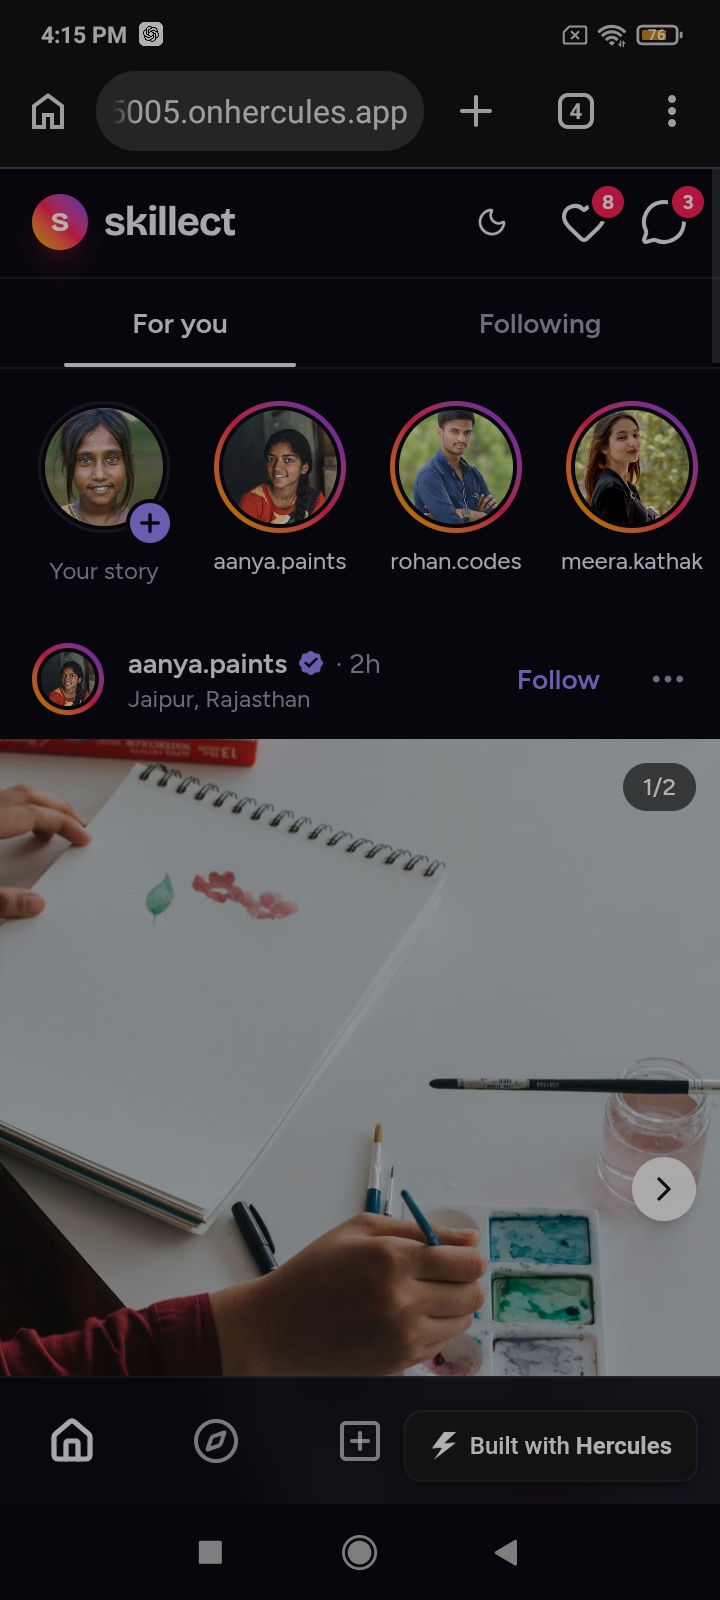 4:15 PM
76
5005.onhercules.app
4
s
skillect
8
3
For you
Following
Your story
aanya.paints
rohan.codes
meera.kathak
aanya.paints · 2h
Jaipur, Rajasthan
Follow
1/2
Built with Hercules